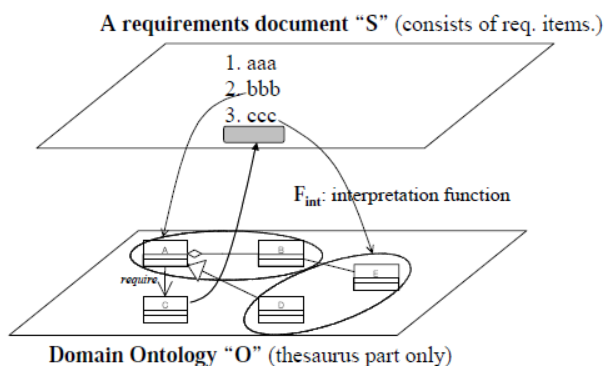 A requirements document “S” (consists of req. items.)
1. aaa
2. bbb
3. ccc
Fint: interpretation function
A
B
E
require
C
D
Domain Ontology “O” (thesaurus part only)